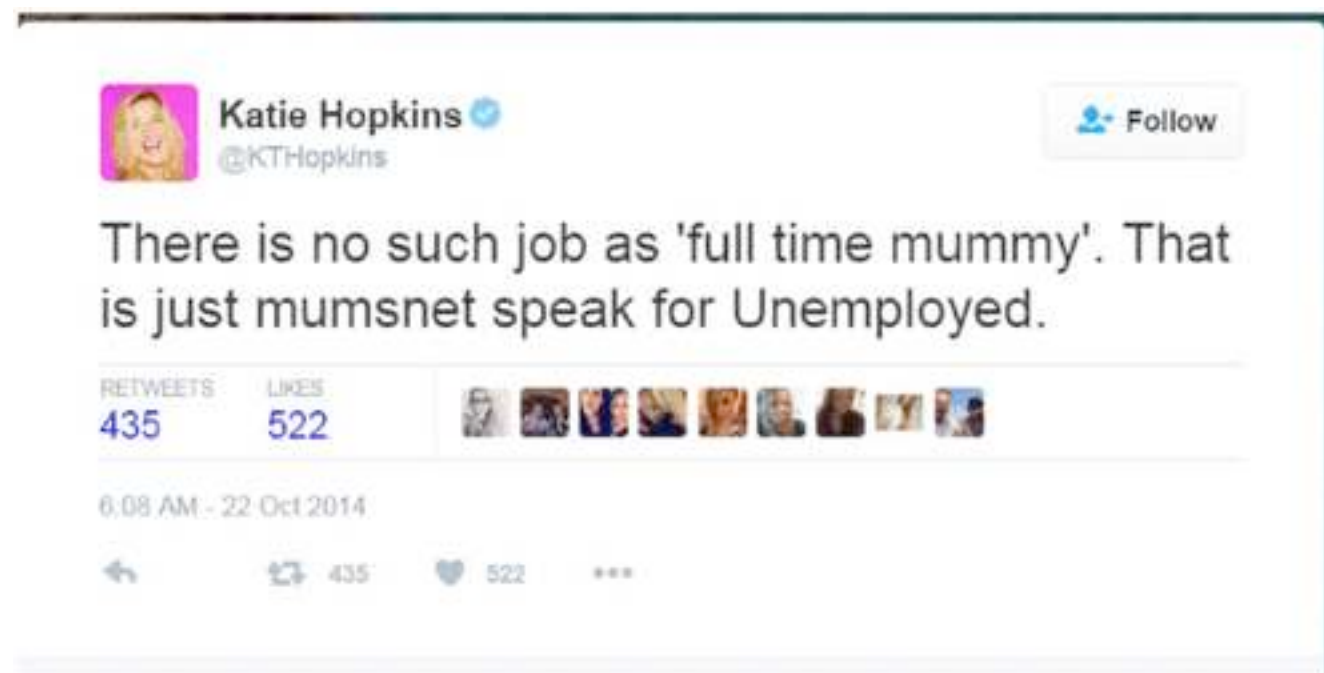 Katie Hopkins
@KTHopkins
Follow
There is no such job as 'full time mummy'. That
is just mumsnet speak for Unemployed.
RETWEETS LIKES
435 522
6:08 AM - 22 Oct 2014
435 522